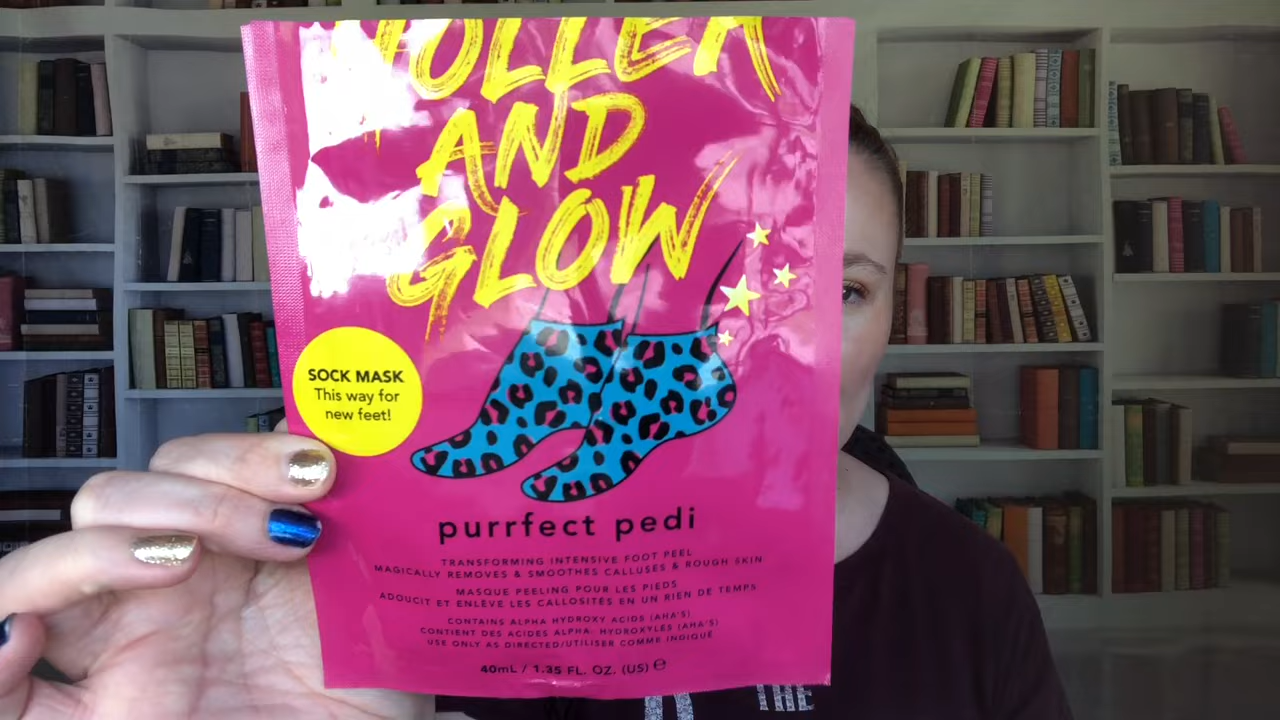 HOLLER
AND
GLOW
SOCK MASK
This way for
new feet!
purrfect pedi
TRANSFORMING INTENSIVE FOOT PEEL
MAGICALLY REMOVES & SMOOTHES CALLUSES & ROUGH SKIN
MASQUE PEELING POUR LES PIEDS
ADOUCIT ET ENLÈVE LES CALLOSITÉS EN UN RIEN DE TEMPS
CONTAINS ALPHA HYDROXY ACIDS (AHA'S)
CONTIENT DES ACIDES ALPHA. HYDROXYLÉS (AHA'S)
USE ONLY AS DIRECTED/UTILISER COMME INDIQUÉ
40mL / 1.35 FL. OZ. (US) ℮
THE